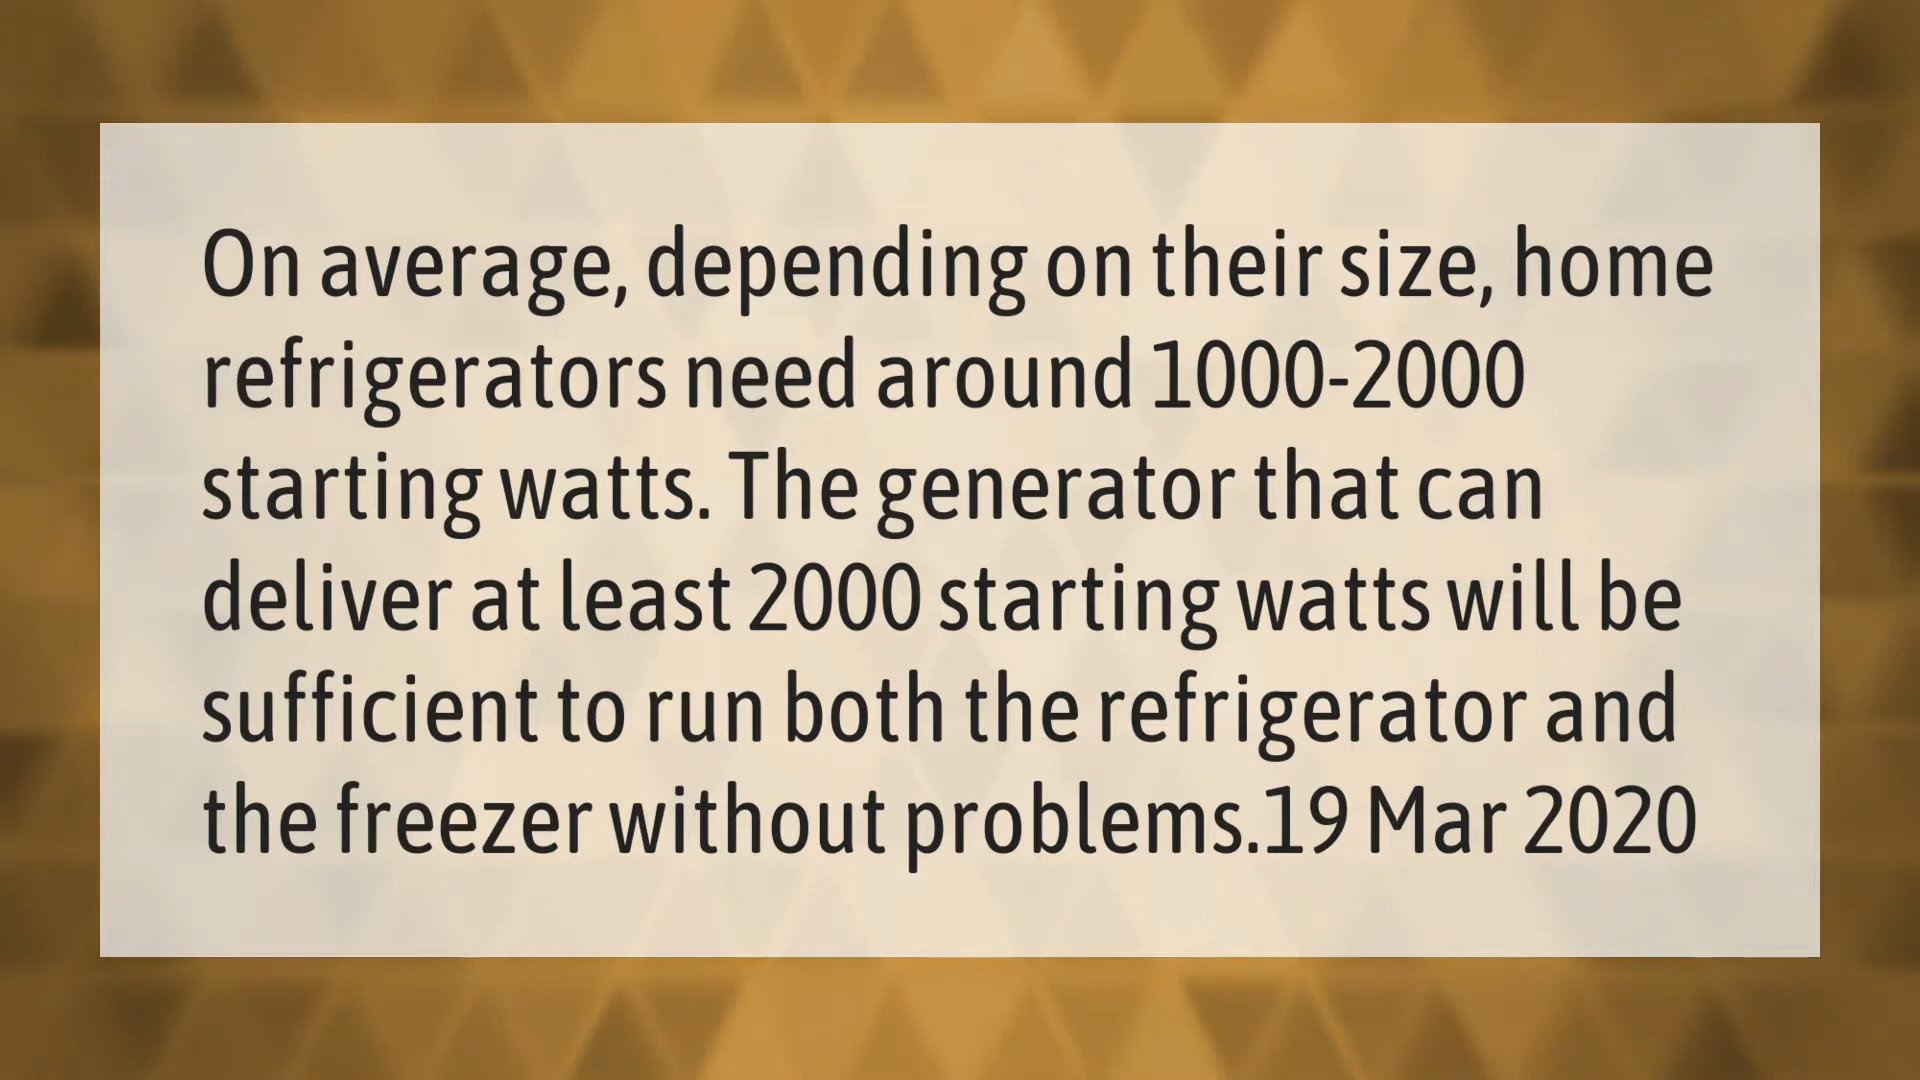 On average, depending on their size, home
refrigerators need around 1000-2000
starting watts. The generator that can
deliver at least 2000 starting watts will be
sufficient to run both the refrigerator and
the freezer without problems.19 Mar 2020